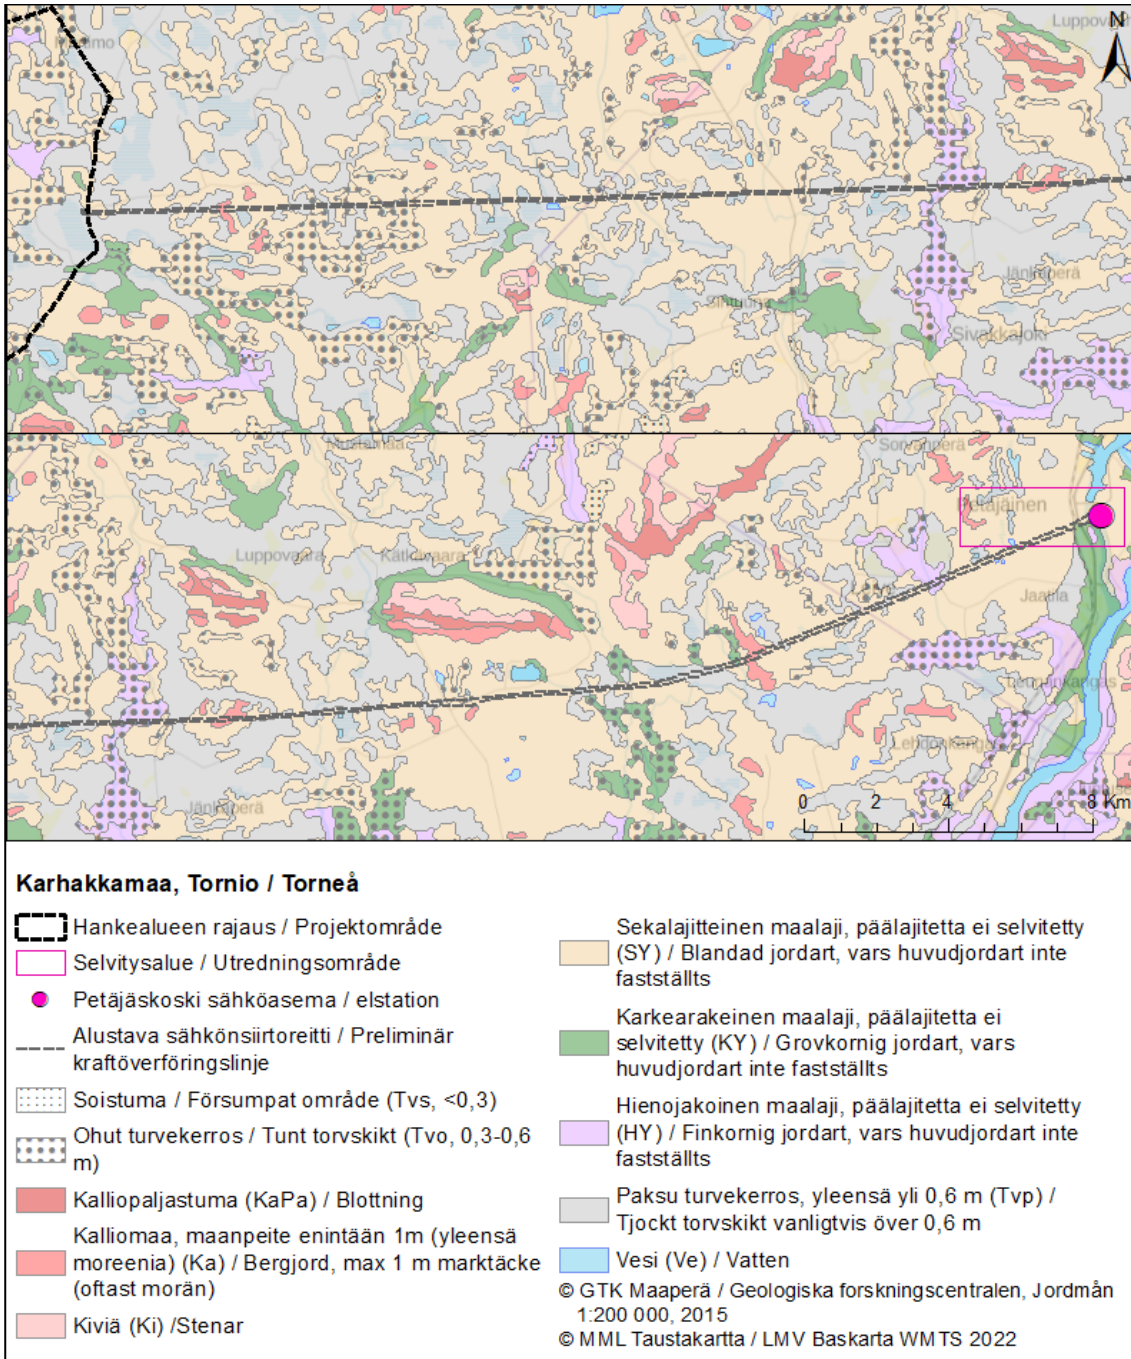 Luppovaa
N
Sihtuuna
Jänkäperä
Sivakkajoki
Mustamaa
Sorvanperä
Petäjäinen
Luppovaara
Kätkävaara
Jaatila
Leuanlkangas
Lehdonkangas
Jänkäperä
0 2 4 8 Km
Karhakkamaa, Tornio / Torneå
Hankealueen rajaus / Projektområde
Selvitysalue / Utredningsområde
Petäjäskoski sähköasema / elstation
Alustava sähkönsiirtoreitti / Preliminär
kraftöverföringslinje
Soistuma / Försumpat område (Tvs, <0,3)
Ohut turvekerros / Tunt torvskikt (Tvo, 0,3-0,6
m)
Kalliopaljastuma (KaPa) / Blottning
Kalliomaa, maanpeite enintään 1m (yleensä
moreenia) (Ka) / Bergjord, max 1 m marktäcke
(oftast morän)
Kiviä (Ki) /Stenar
Sekalajitteinen maalaji, päälajitetta ei selvitetty
(SY) / Blandad jordart, vars huvudjordart inte
fastställts
Karkearakeinen maalaji, päälajitetta ei
selvitetty (KY) / Grovkornig jordart, vars
huvudjordart inte fastställts
Hienojakoinen maalaji, päälajitetta ei selvitetty
(HY) / Finkornig jordart, vars huvudjordart inte
fastställts
Paksu turvekerros, yleensä yli 0,6 m (Tvp) /
Tjockt torvskikt vanligtvis över 0,6 m
Vesi (Ve) / Vatten
© GTK Maaperä / Geologiska forskningscentralen, Jordmån
1:200 000, 2015
© MML Taustakartta / LMV Baskarta WMTS 2022